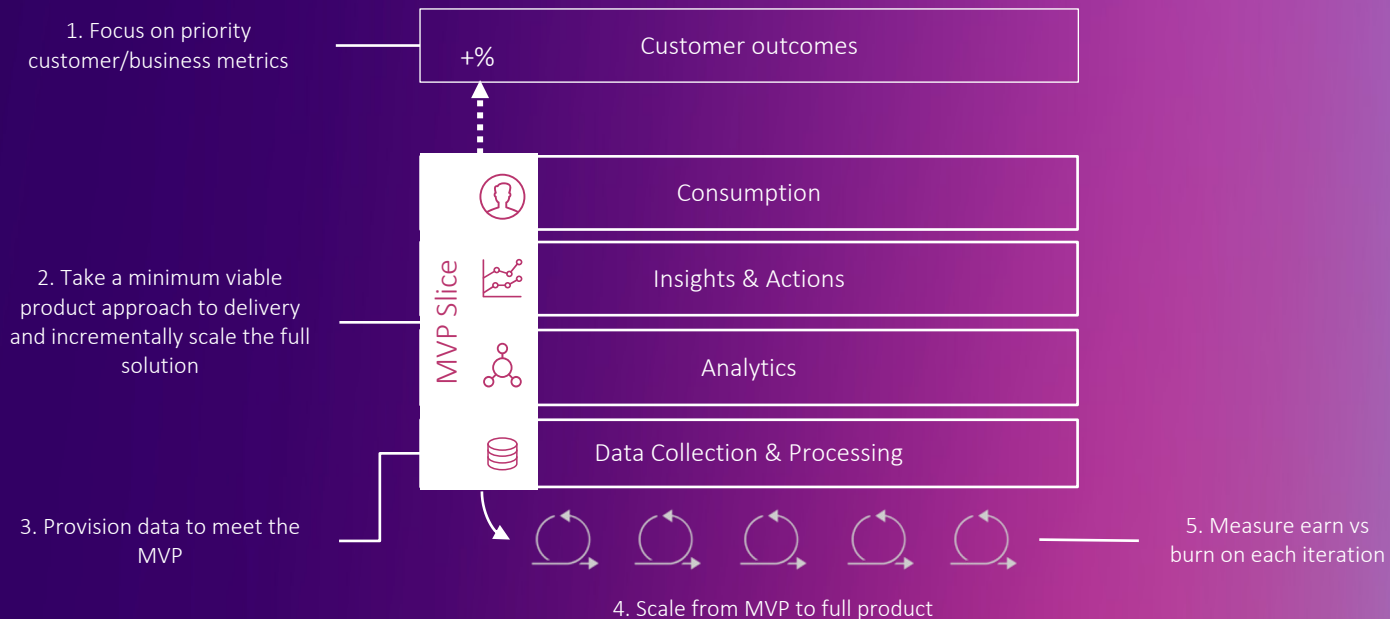 1. Focus on priority
customer/business metrics
Customer outcomes
+%
Consumption
2. Take a minimum viable
product approach to delivery
and incrementally scale the full
solution
MVP Slice
Insights & Actions
Analytics
Data Collection & Processing
3. Provision data to meet the
MVP
5. Measure earn vs
burn on each iteration
4. Scale from MVP to full product